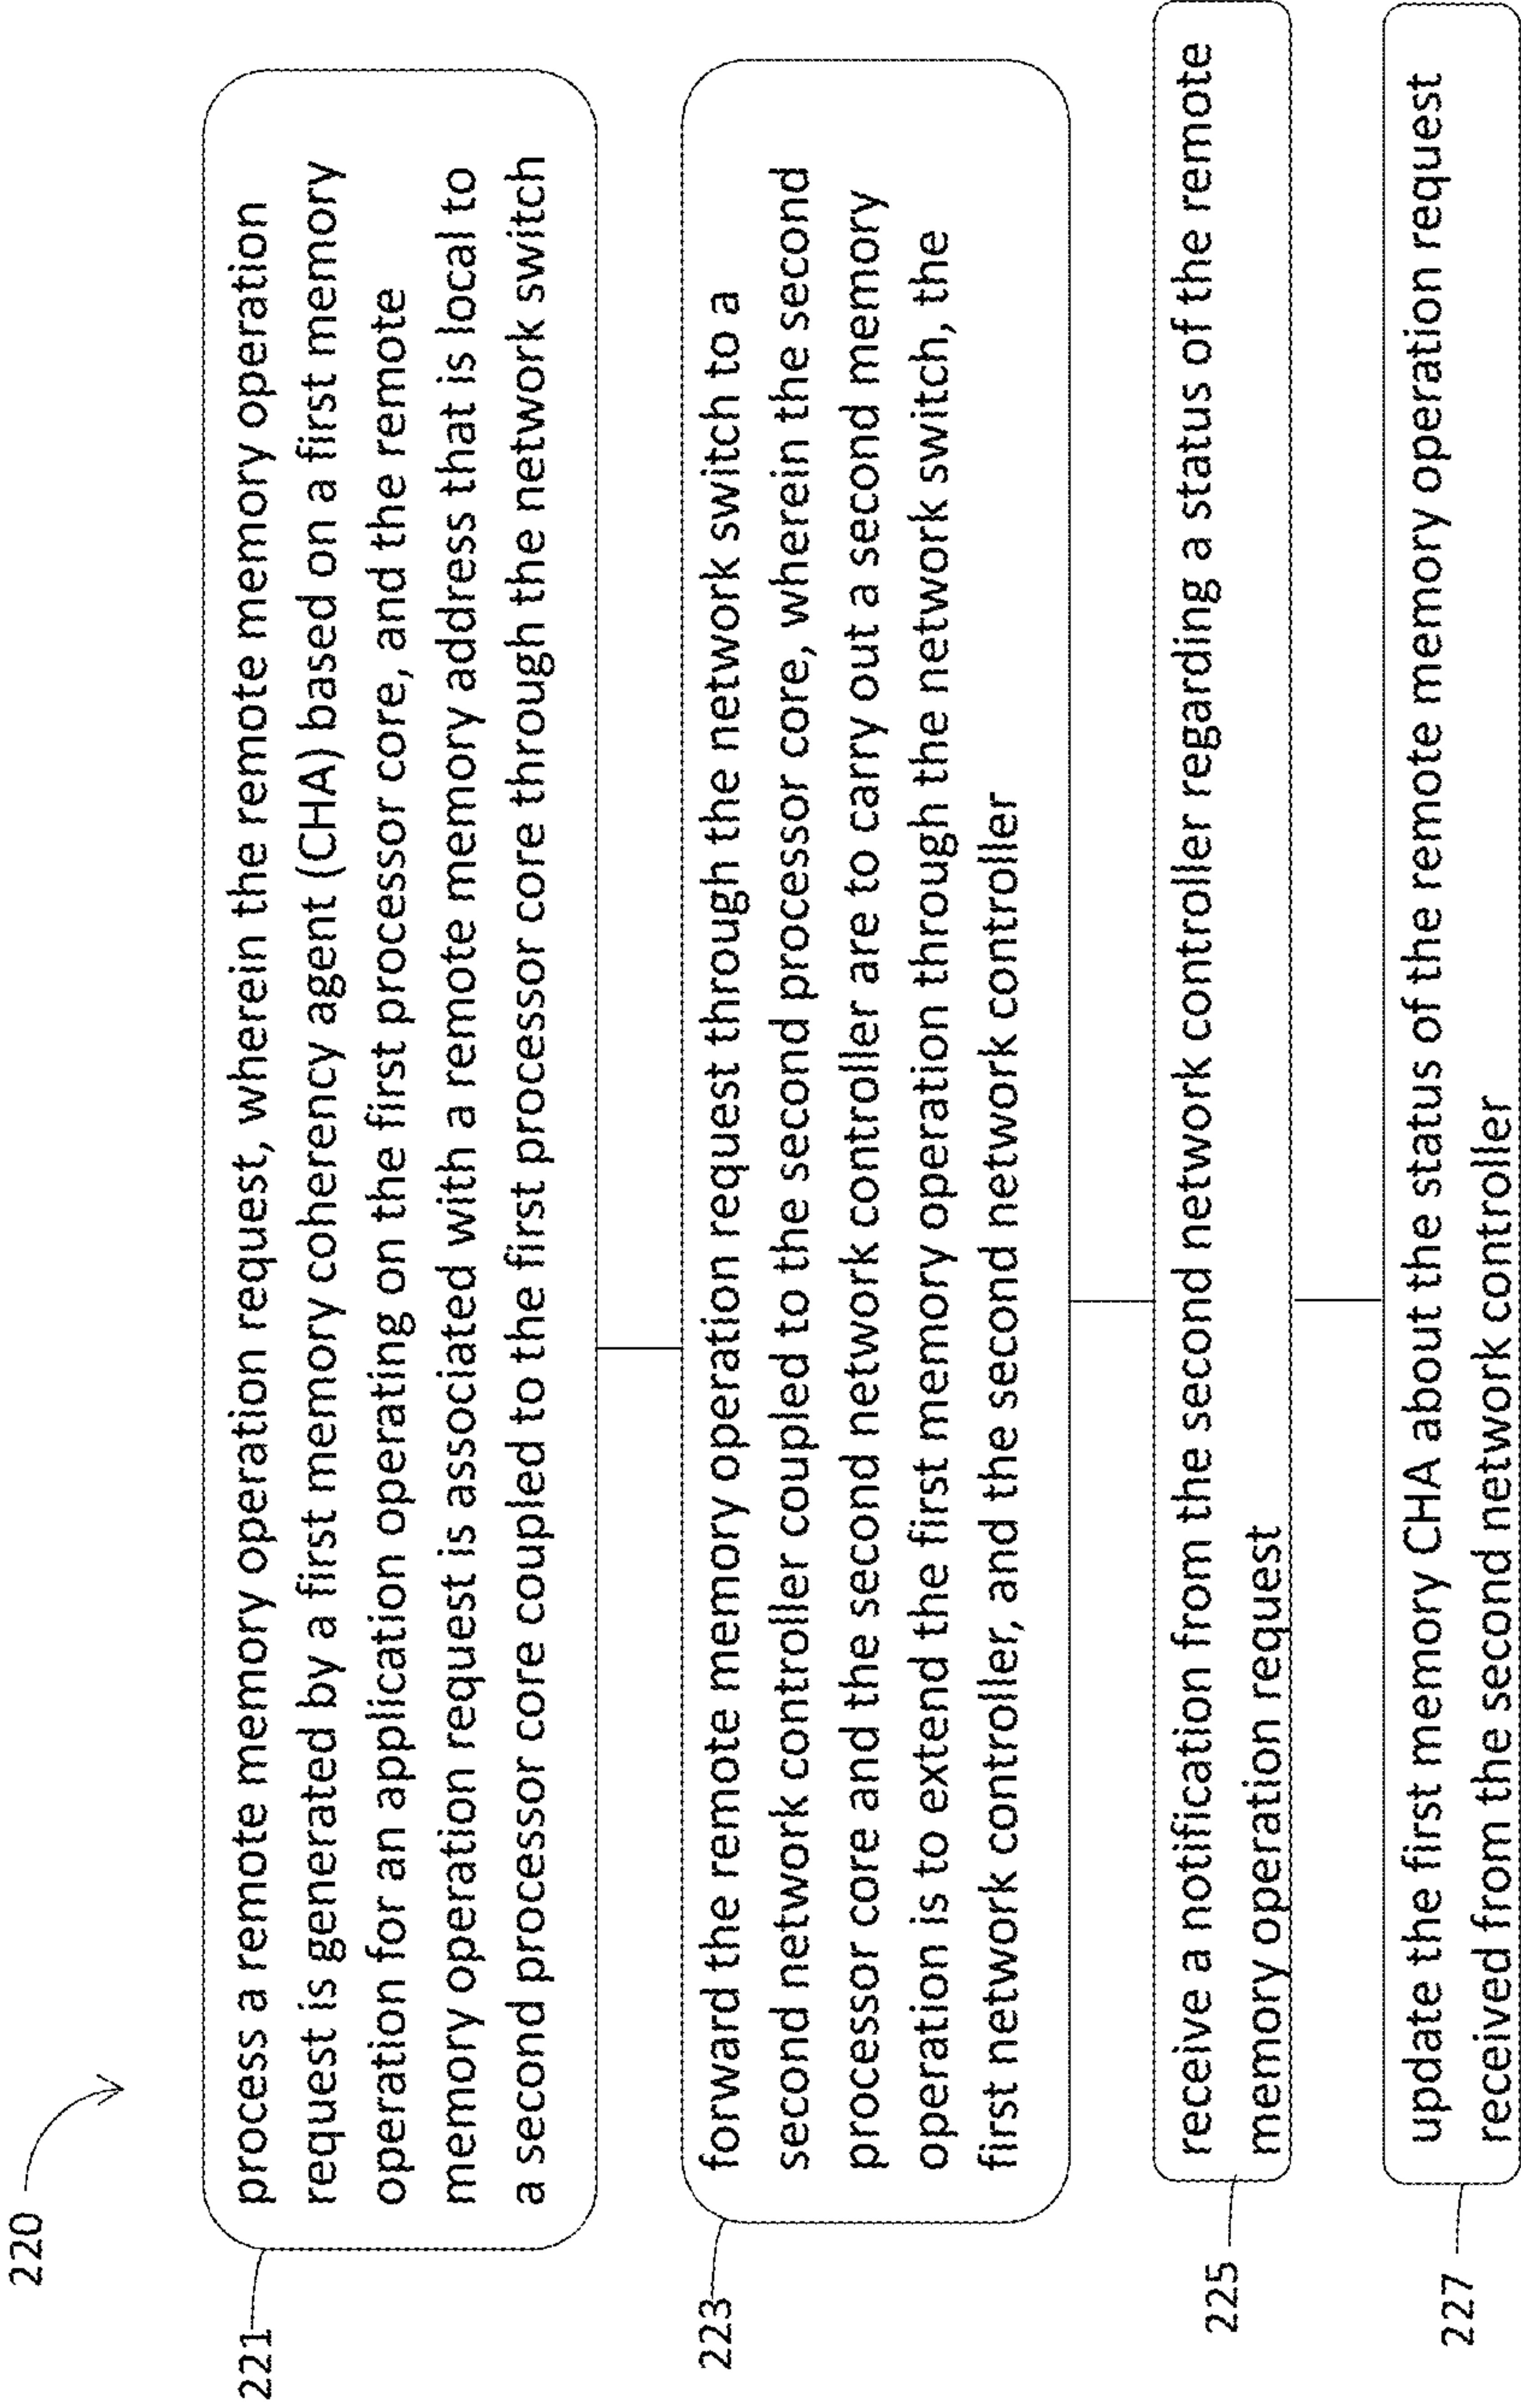 220
221
process a remote memory operation request, wherein the remote memory operation
request is generated by a first memory coherency agent (CHA) based on a first memory
operation for an application operating on the first processor core, and the remote
memory operation request is associated with a remote memory address that is local to
a second processor core coupled to the first processor core through the network switch
223
forward the remote memory operation request through the network switch to a
second network controller coupled to the second processor core, wherein the second
processor core and the second network controller are to carry out a second memory
operation is to extend the first memory operation through the network switch, the
first network controller, and the second network controller
225
receive a notification from the second network controller regarding a status of the remote
memory operation request
227
update the first memory CHA about the status of the remote memory operation request
received from the second network controller